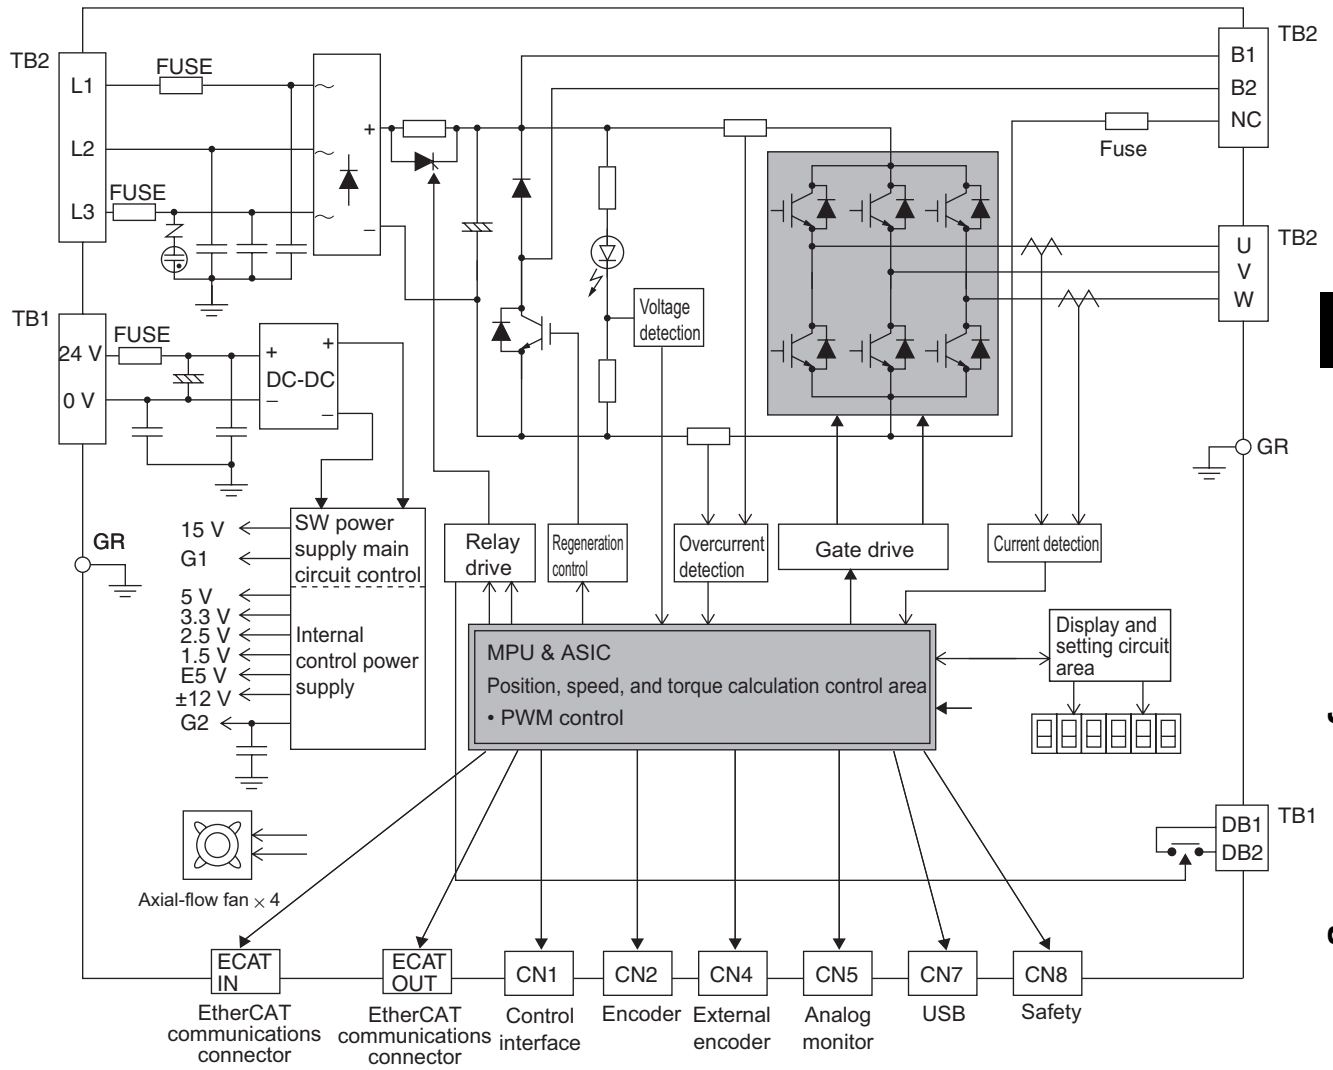 TB2
L1
FUSE
L2
FUSE
L3
+
−
TB2
B1
B2
NC
Fuse
TB2
U
V
W
TB1
FUSE
24 V
0 V
+
+
DC-DC
−
−
Voltage
detection
GR
GR
15 V
G1
5 V
3.3 V
2.5 V
1.5 V
E5 V
±12 V
G2
SW power
supply main
circuit control
Internal
control power
supply
Relay
drive
Regeneration
control
Overcurrent
detection
Gate drive
Current detection
MPU & ASIC
Position, speed, and torque calculation control area
• PWM control
Display and
setting circuit
area
Axial-flow fan × 4
TB1
DB1
DB2
ECAT
IN
ECAT
OUT
CN1
CN2
CN4
CN5
CN7
CN8
EtherCAT
communications
connector
EtherCAT
communications
connector
Control
interface
Encoder
External
encoder
Analog
monitor
USB
Safety